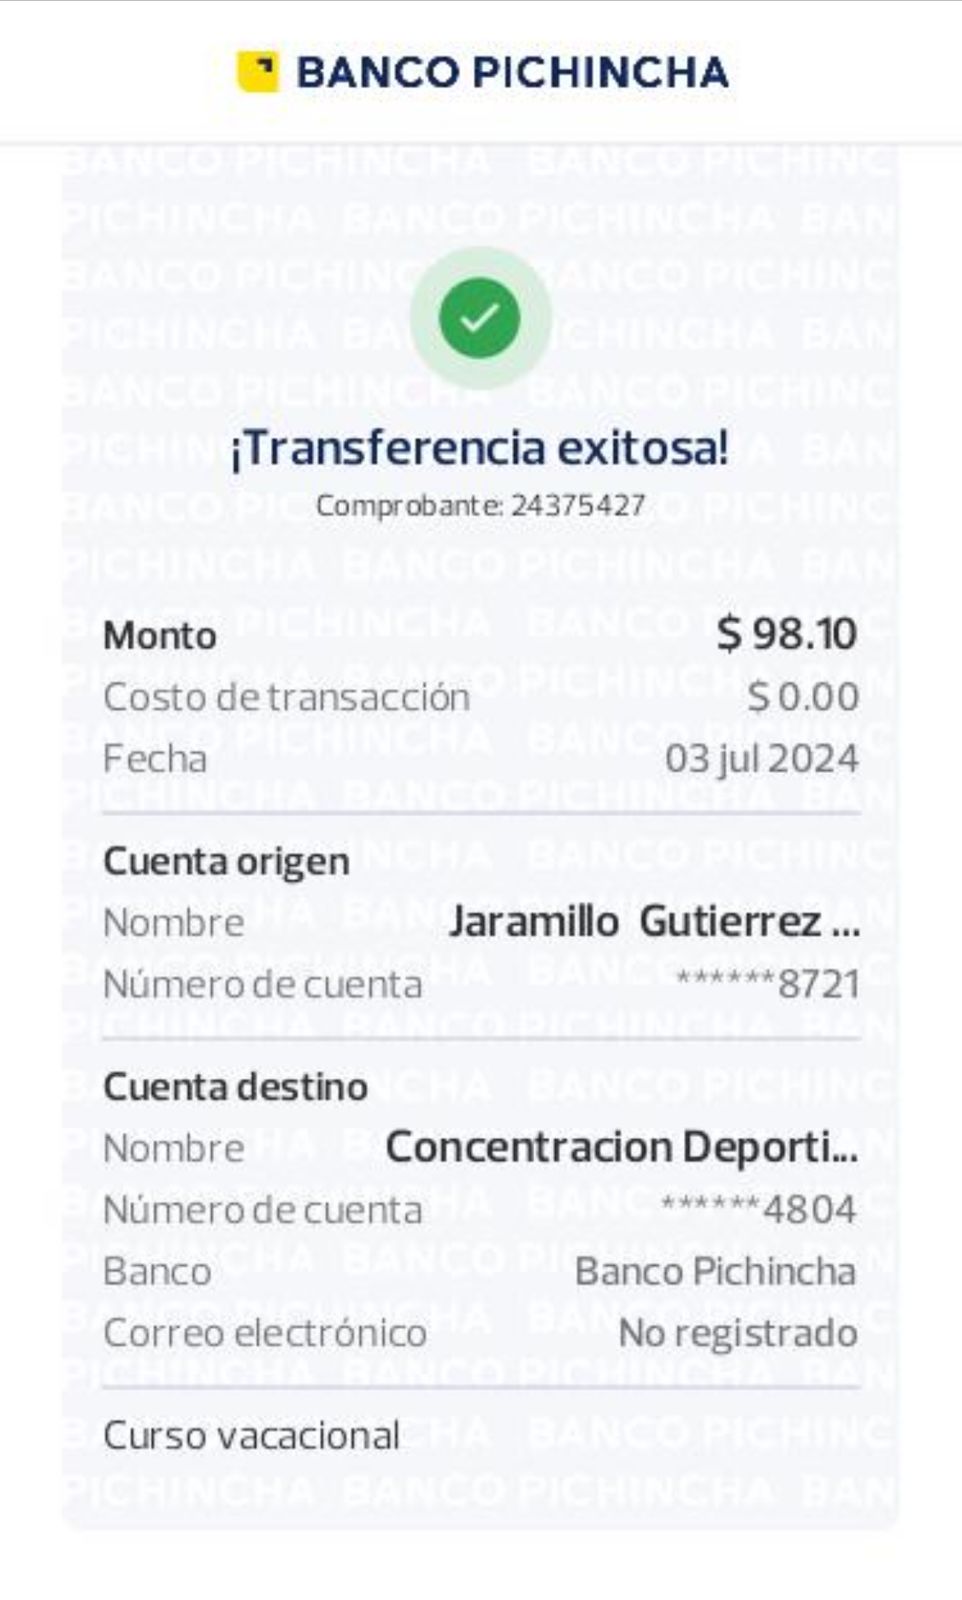 BANCO PICHINCHA
¡Transferencia exitosa!
Comprobante: 24375427
Monto $ 98.10
Costo de transacción $ 0.00
Fecha 03 jul 2024
Cuenta origen
Nombre Jaramillo Gutierrez ...
Número de cuenta ******8721
Cuenta destino
Nombre Concentracion Deporti...
Número de cuenta ******4804
Banco Banco Pichincha
Correo electrónico No registrado
Curso vacacional